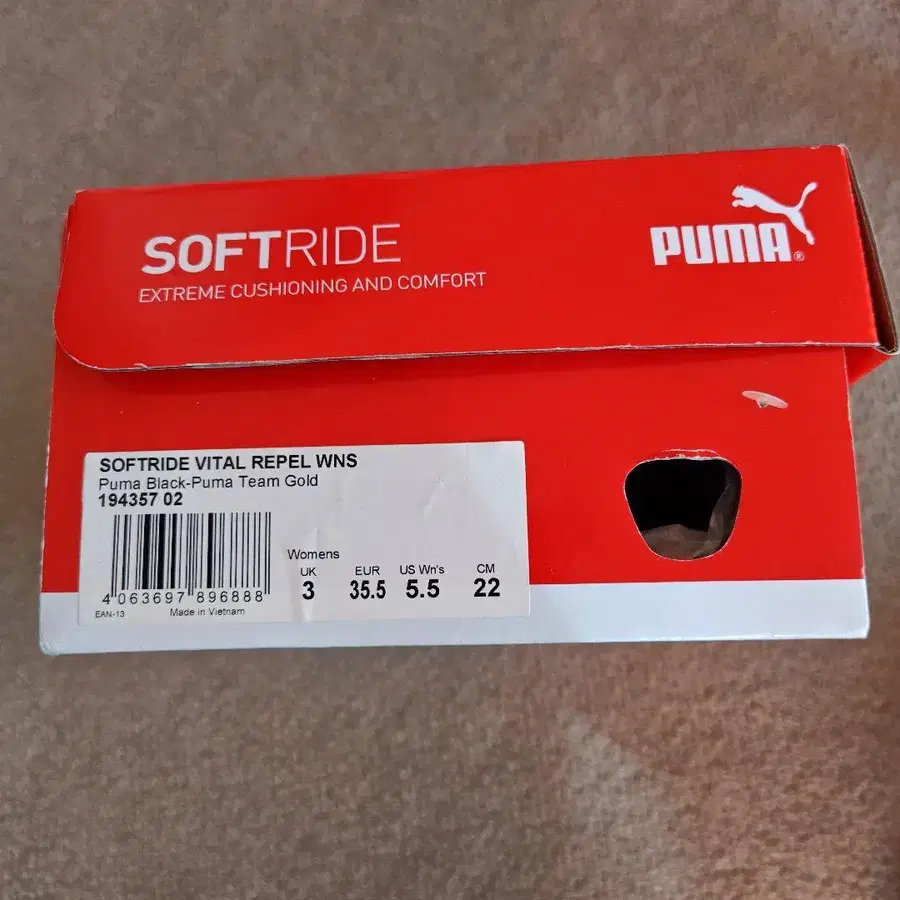 SOFTRIDE
EXTREME CUSHIONING AND COMFORT
PUMA®
SOFTRIDE VITAL REPEL WNS
Puma Black-Puma Team Gold
194357 02
Womens
UK EUR US Wn's CM
3 35.5 5.5 22
4 063697 896888
EAN-13 Made in Vietnam